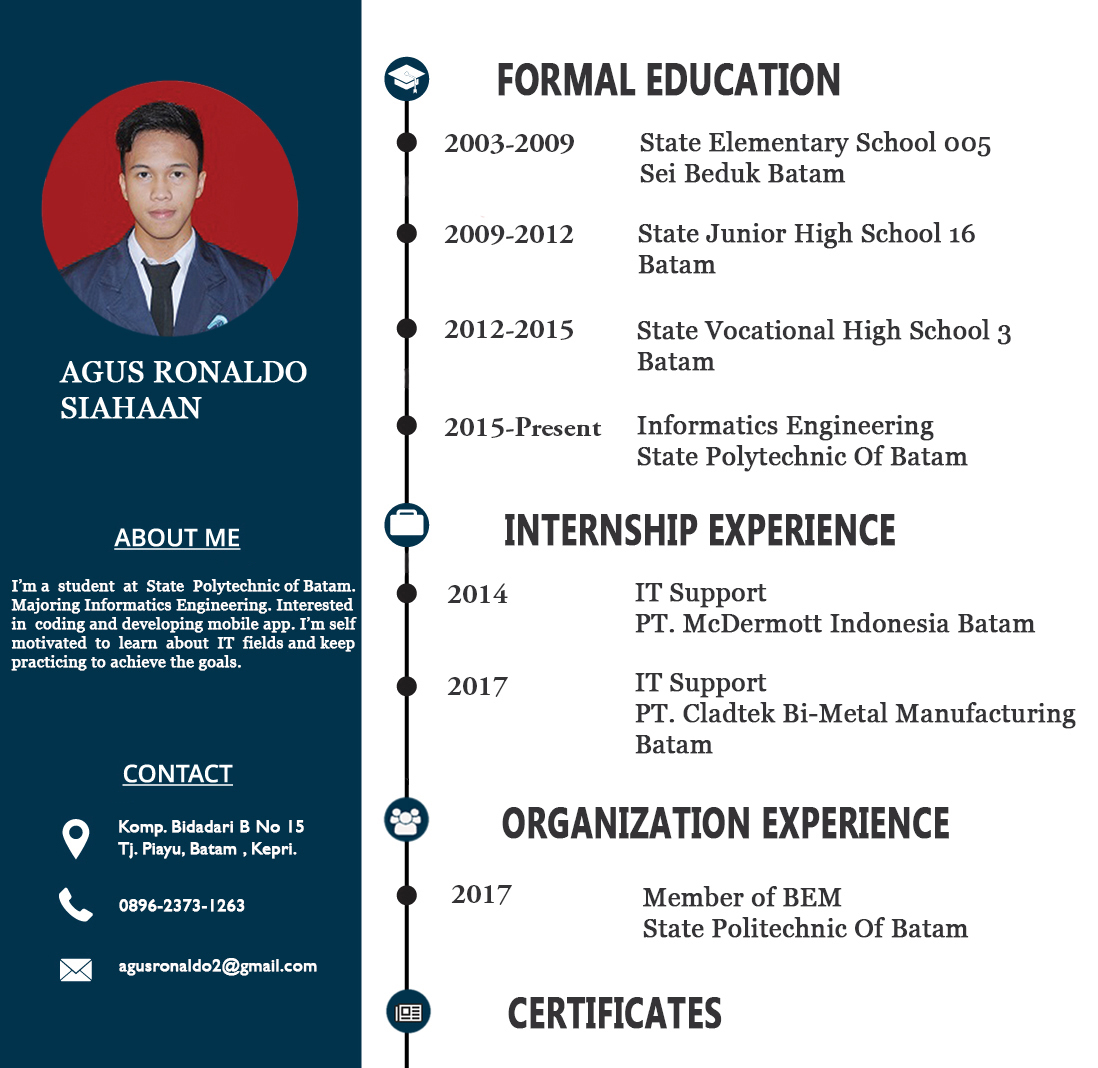 AGUS RONALDO
SIAHAAN
ABOUT ME
I'm a student at State Polytechnic of Batam.
Majoring Informatics Engineering. Interested
in coding and developing mobile app. I'm self
motivated to learn about IT fields and keep
practicing to achieve the goals.
CONTACT
Komp. Bidadari B No 15
Tj. Piayu, Batam , Kepri.
0896-2373-1263
agusronaldo2@gmail.com
FORMAL EDUCATION
2003-2009 State Elementary School 005
Sei Beduk Batam
2009-2012 State Junior High School 16
Batam
2012-2015 State Vocational High School 3
Batam
2015-Present Informatics Engineering
State Polytechnic Of Batam
INTERNSHIP EXPERIENCE
2014 IT Support
PT. McDermott Indonesia Batam
2017 IT Support
PT. Cladtek Bi-Metal Manufacturing
Batam
ORGANIZATION EXPERIENCE
2017 Member of BEM
State Politechnic Of Batam
CERTIFICATES